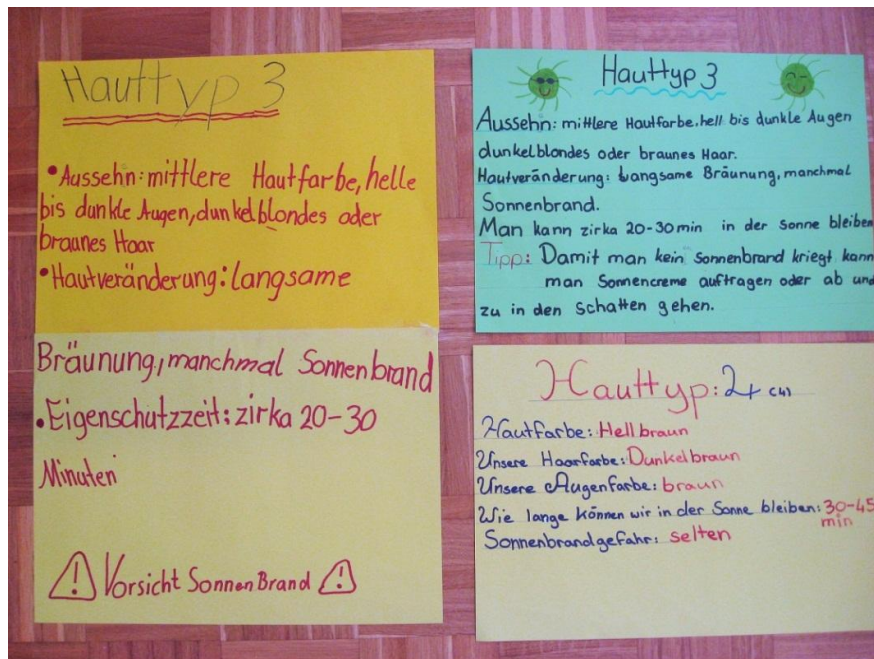 Hauttyp 3
• Aussehn: mittlere Hautfarbe, helle
bis dunkle Augen, dunkelblondes oder
braunes Haar
• Hautveränderung: langsame
Bräunung, manchmal Sonnenbrand
• Eigenschutzzeit: zirka 20-30
Minuten
Vorsicht SonnenBrand
Hauttyp 3
Aussehn: mittlere Hautfarbe, hell bis dunkle Augen
dunkelblondes oder braunes Haar.
Hautveränderung: Langsame Bräunung, manchmal
Sonnenbrand.
Man kann zirka 20-30 min in der Sonne bleiben
Tipp: Damit man kein Sonnenbrand kriegt kann
man Sonnencreme auftragen oder ab und
zu in den Schatten gehen.
Hauttyp: 4 (4)
Hautfarbe: Hellbraun
Unsere Haarfarbe: Dunkelbraun
Unsere Augenfarbe: braun
Wie lange können wir in der Sonne bleiben: 30-45
min
Sonnenbrandgefahr: selten